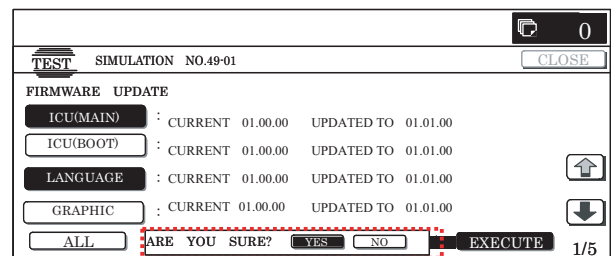 0
TEST SIMULATION NO.49-01 CLOSE
FIRMWARE UPDATE
ICU(MAIN) : CURRENT 01.00.00 UPDATED TO 01.01.00
ICU(BOOT) : CURRENT 01.00.00 UPDATED TO 01.01.00
LANGUAGE : CURRENT 01.00.00 UPDATED TO 01.01.00
GRAPHIC : CURRENT 01.00.00 UPDATED TO 01.01.00
ALL ARE YOU SURE? YES NO EXECUTE 1/5